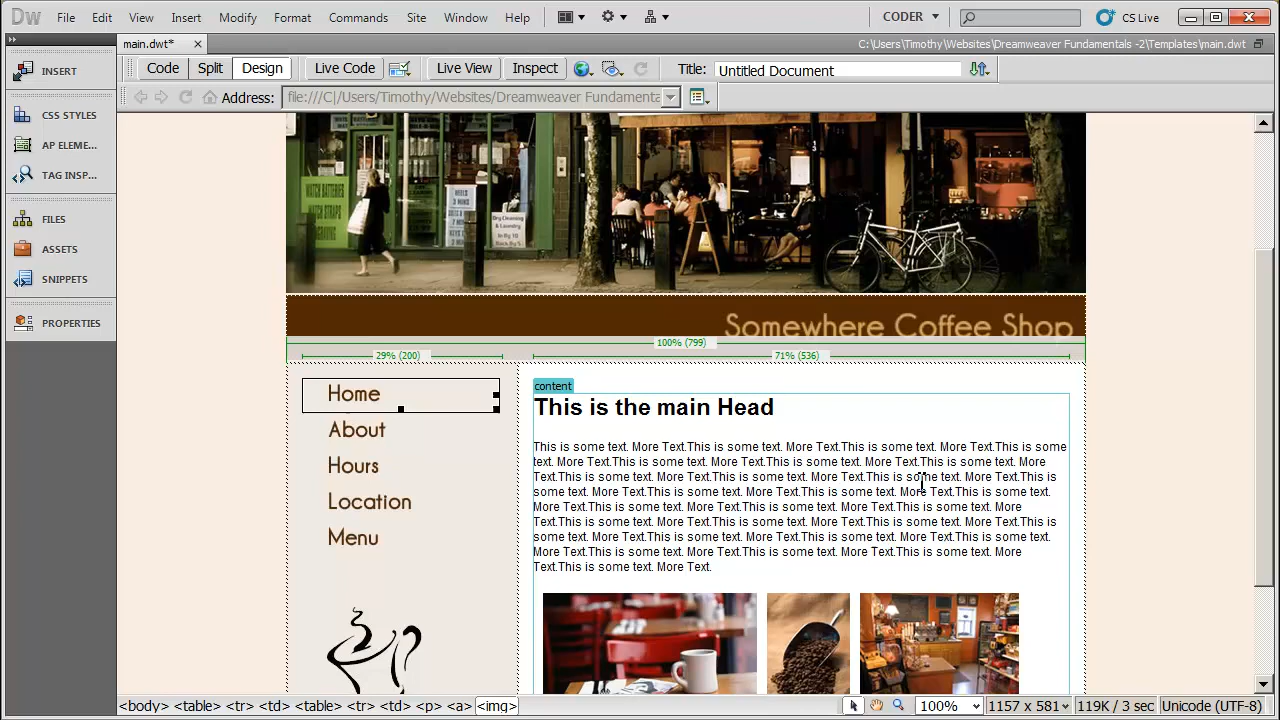 Dw File Edit View Insert Modify Format Commands Site Window Help CODER CS Live
main.dwt* C:\Users\Timothy\Websites\Dreamweaver Fundamentals -2\Templates\main.dwt
Code Split Design Live Code Live View Inspect Title: Untitled Document
Address: file:///C|/Users/Timothy/Websites/Dreamweaver Fundamenta
INSERT
CSS STYLES
AP ELEME...
TAG INSP...
FILES
ASSETS
SNIPPETS
PROPERTIES
WATCH BATTERIES
WATCH STRAPS
Somewhere Coffee Shop
100% (799)
29% (200) 71% (536)
Home
About
Hours
Location
Menu
content
This is the main Head
This is some text. More Text.This is some text. More Text.This is some text. More Text.This is some
text. More Text.This is some text. More Text.This is some text. More Text.This is some text. More
Text.This is some text. More Text.This is some text. More Text.This is some text. More Text.This is
some text. More Text.This is some text. More Text.This is some text. More Text.This is some text.
More Text.This is some text. More Text.This is some text. More Text.This is some text. More
Text.This is some text. More Text.This is some text. More Text.This is some text. More Text.This is
some text. More Text.This is some text. More Text.This is some text. More Text.This is some text.
More Text.This is some text. More Text.This is some text. More Text.This is some text. More
Text.This is some text. More Text.
<body> <table> <tr> <td> <table> <tr> <td> <p> <a> <img> 100% 1157 x 581 119K / 3 sec Unicode (UTF-8)